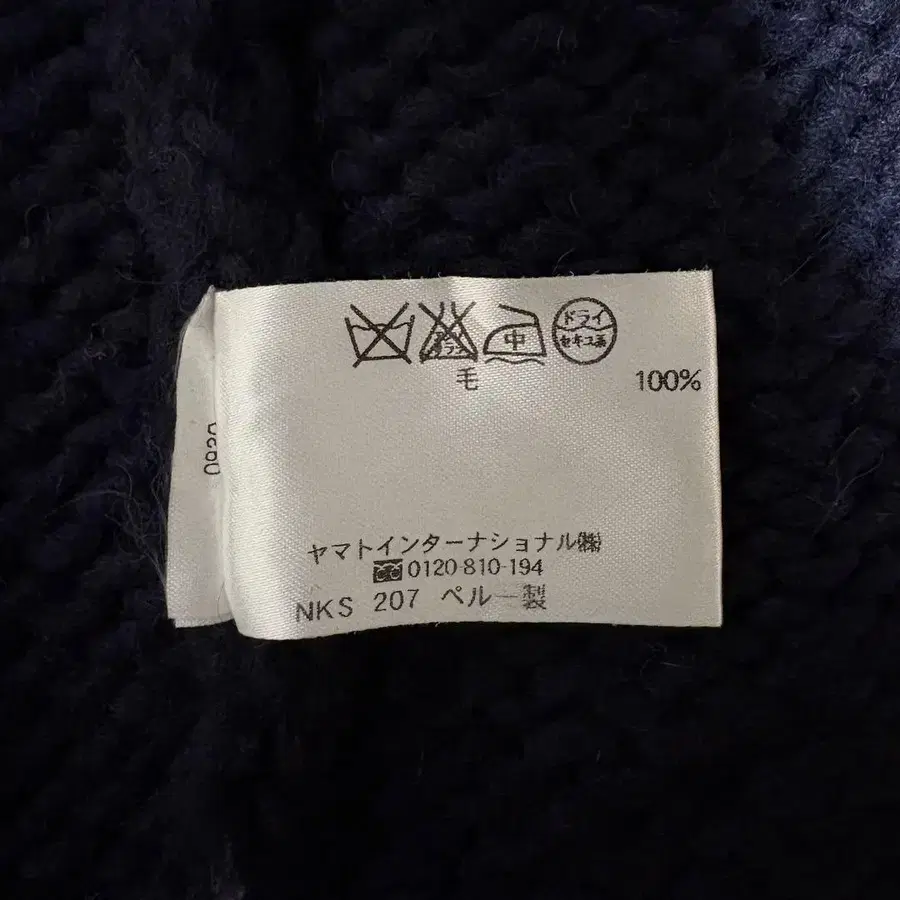 中
ドライ
セキユ系
毛
100%
ヤマトインターナショナル㈱
0120-810-194
NKS 207 ペルー製